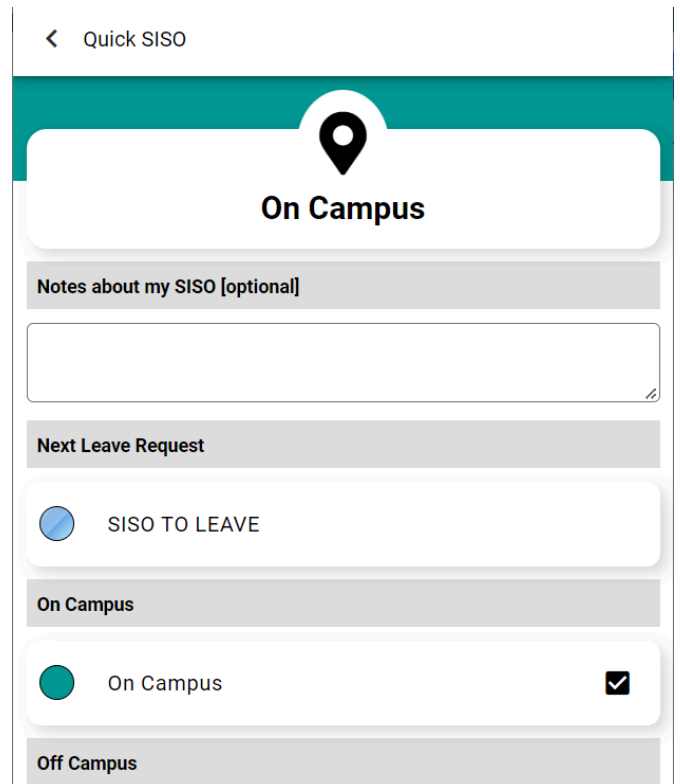 Quick SISO
On Campus
Notes about my SISO [optional]
Next Leave Request
SISO TO LEAVE
On Campus
On Campus
Off Campus